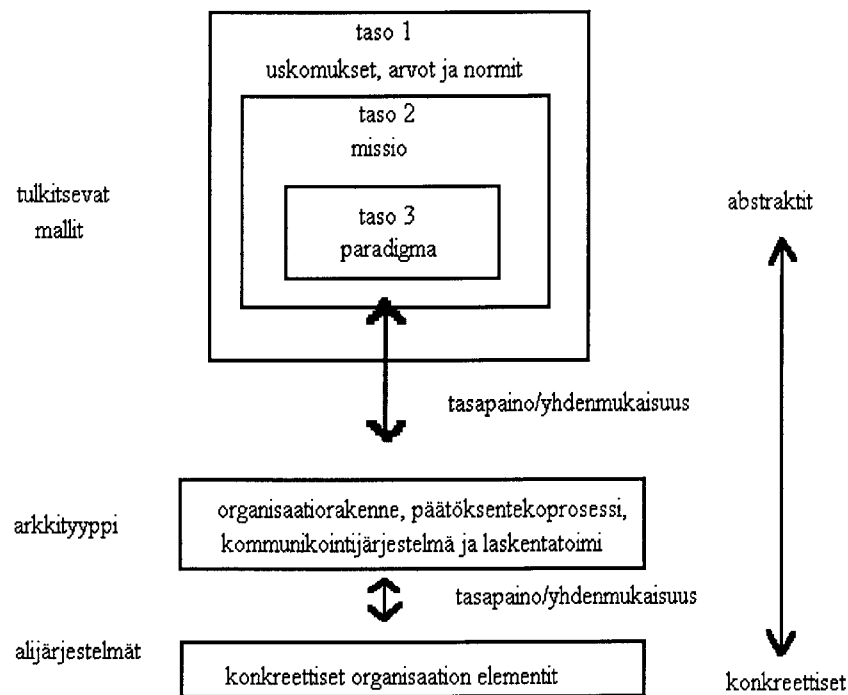 taso 1
uskomukset, arvot ja normit
taso 2
missio
tulkitsevat
mallit
taso 3
paradigma
abstraktit
tasapaino/yhdenmukaisuus
arkkityyppi
organisaatiorakenne, päätöksentekoprosessi,
kommunikointijärjestelmä ja laskentatoimi
tasapaino/yhdenmukaisuus
alijärjestelmät
konkreettiset organisaation elementit
konkreettiset